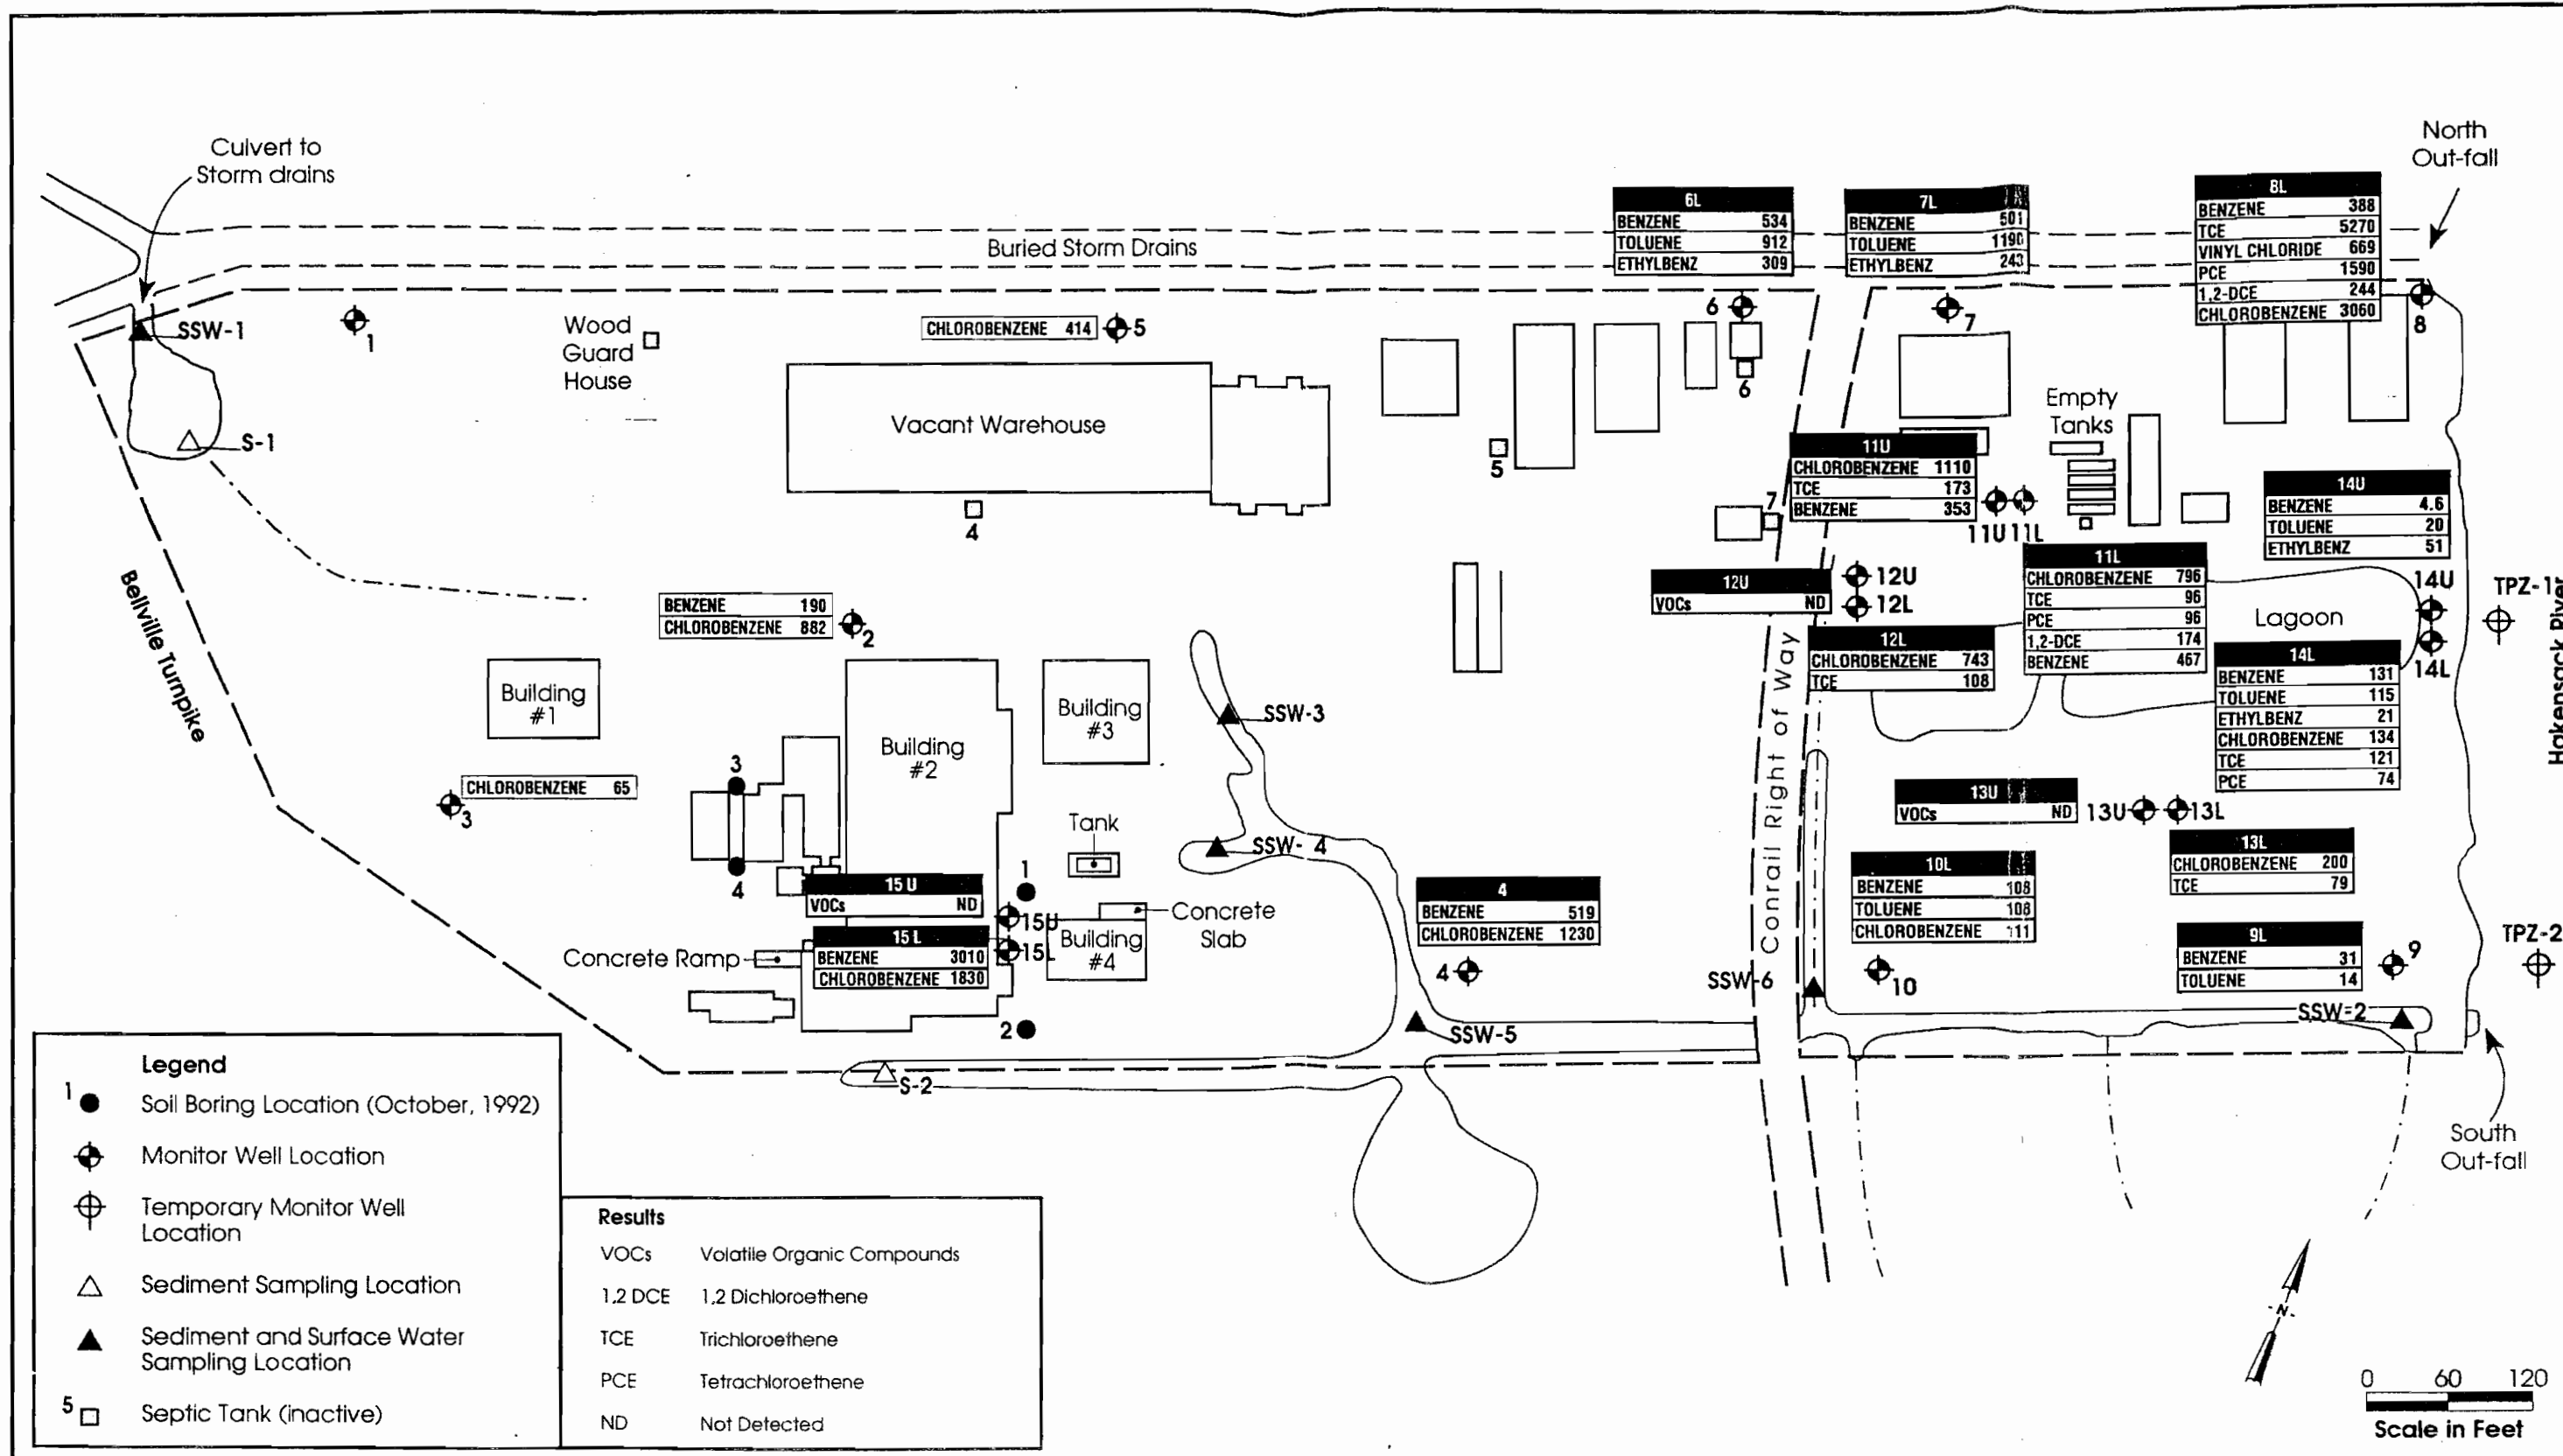 North
Out-fall
Culvert to
Storm drains
Buried Storm Drains
6L
BENZENE 534
TOLUENE 912
ETHYLBENZ 309
7L
BENZENE 501
TOLUENE 1190
ETHYLBENZ 243
8L
BENZENE 388
TCE 5270
VINYL CHLORIDE 669
PCE 1590
1,2-DCE 244
CHLOROBENZENE 3060
SSW-1
1
Wood
Guard
House
CHLOROBENZENE 414
5
6
7
8
6
S-1
Vacant Warehouse
4
5
7
Empty
Tanks
11U
CHLOROBENZENE 1110
TCE 173
BENZENE 353
11U 11L
14U
BENZENE 4.6
TOLUENE 20
ETHYLBENZ 51
Bellville Turnpike
BENZENE 190
CHLOROBENZENE 882
2
12U
VOCs ND
12U
12L
11L
CHLOROBENZENE 796
TCE 96
PCE 96
1,2-DCE 174
BENZENE 467
Lagoon
14U
14L
TPZ-1
Hakensack River
12L
CHLOROBENZENE 743
TCE 108
14L
BENZENE 131
TOLUENE 115
ETHYLBENZ 21
CHLOROBENZENE 134
TCE 121
PCE 74
Building
#1
Building
#2
Building
#3
SSW-3
Conrail Right of Way
CHLOROBENZENE 65
3
3
4
Tank
SSW- 4
13U
VOCs ND
13U
13L
13L
CHLOROBENZENE 200
TCE 79
15 U
VOCs ND
1
15U
15L
15 L
BENZENE 3010
CHLOROBENZENE 1830
Concrete Ramp
Concrete
Slab
Building
#4
2
4
BENZENE 519
CHLOROBENZENE 1230
4
10L
BENZENE 108
TOLUENE 108
CHLOROBENZENE 111
10
9L
BENZENE 31
TOLUENE 14
9
TPZ-2
SSW-6
SSW-5
SSW-2
S-2
South
Out-fall
Legend
1 Soil Boring Location (October, 1992)
Monitor Well Location
Temporary Monitor Well
Location
Sediment Sampling Location
Sediment and Surface Water
Sampling Location
5 Septic Tank (inactive)
Results
VOCs Volatile Organic Compounds
1,2 DCE 1,2 Dichloroethene
TCE Trichloroethene
PCE Tetrachloroethene
ND Not Detected
-N-
0 60 120
Scale in Feet